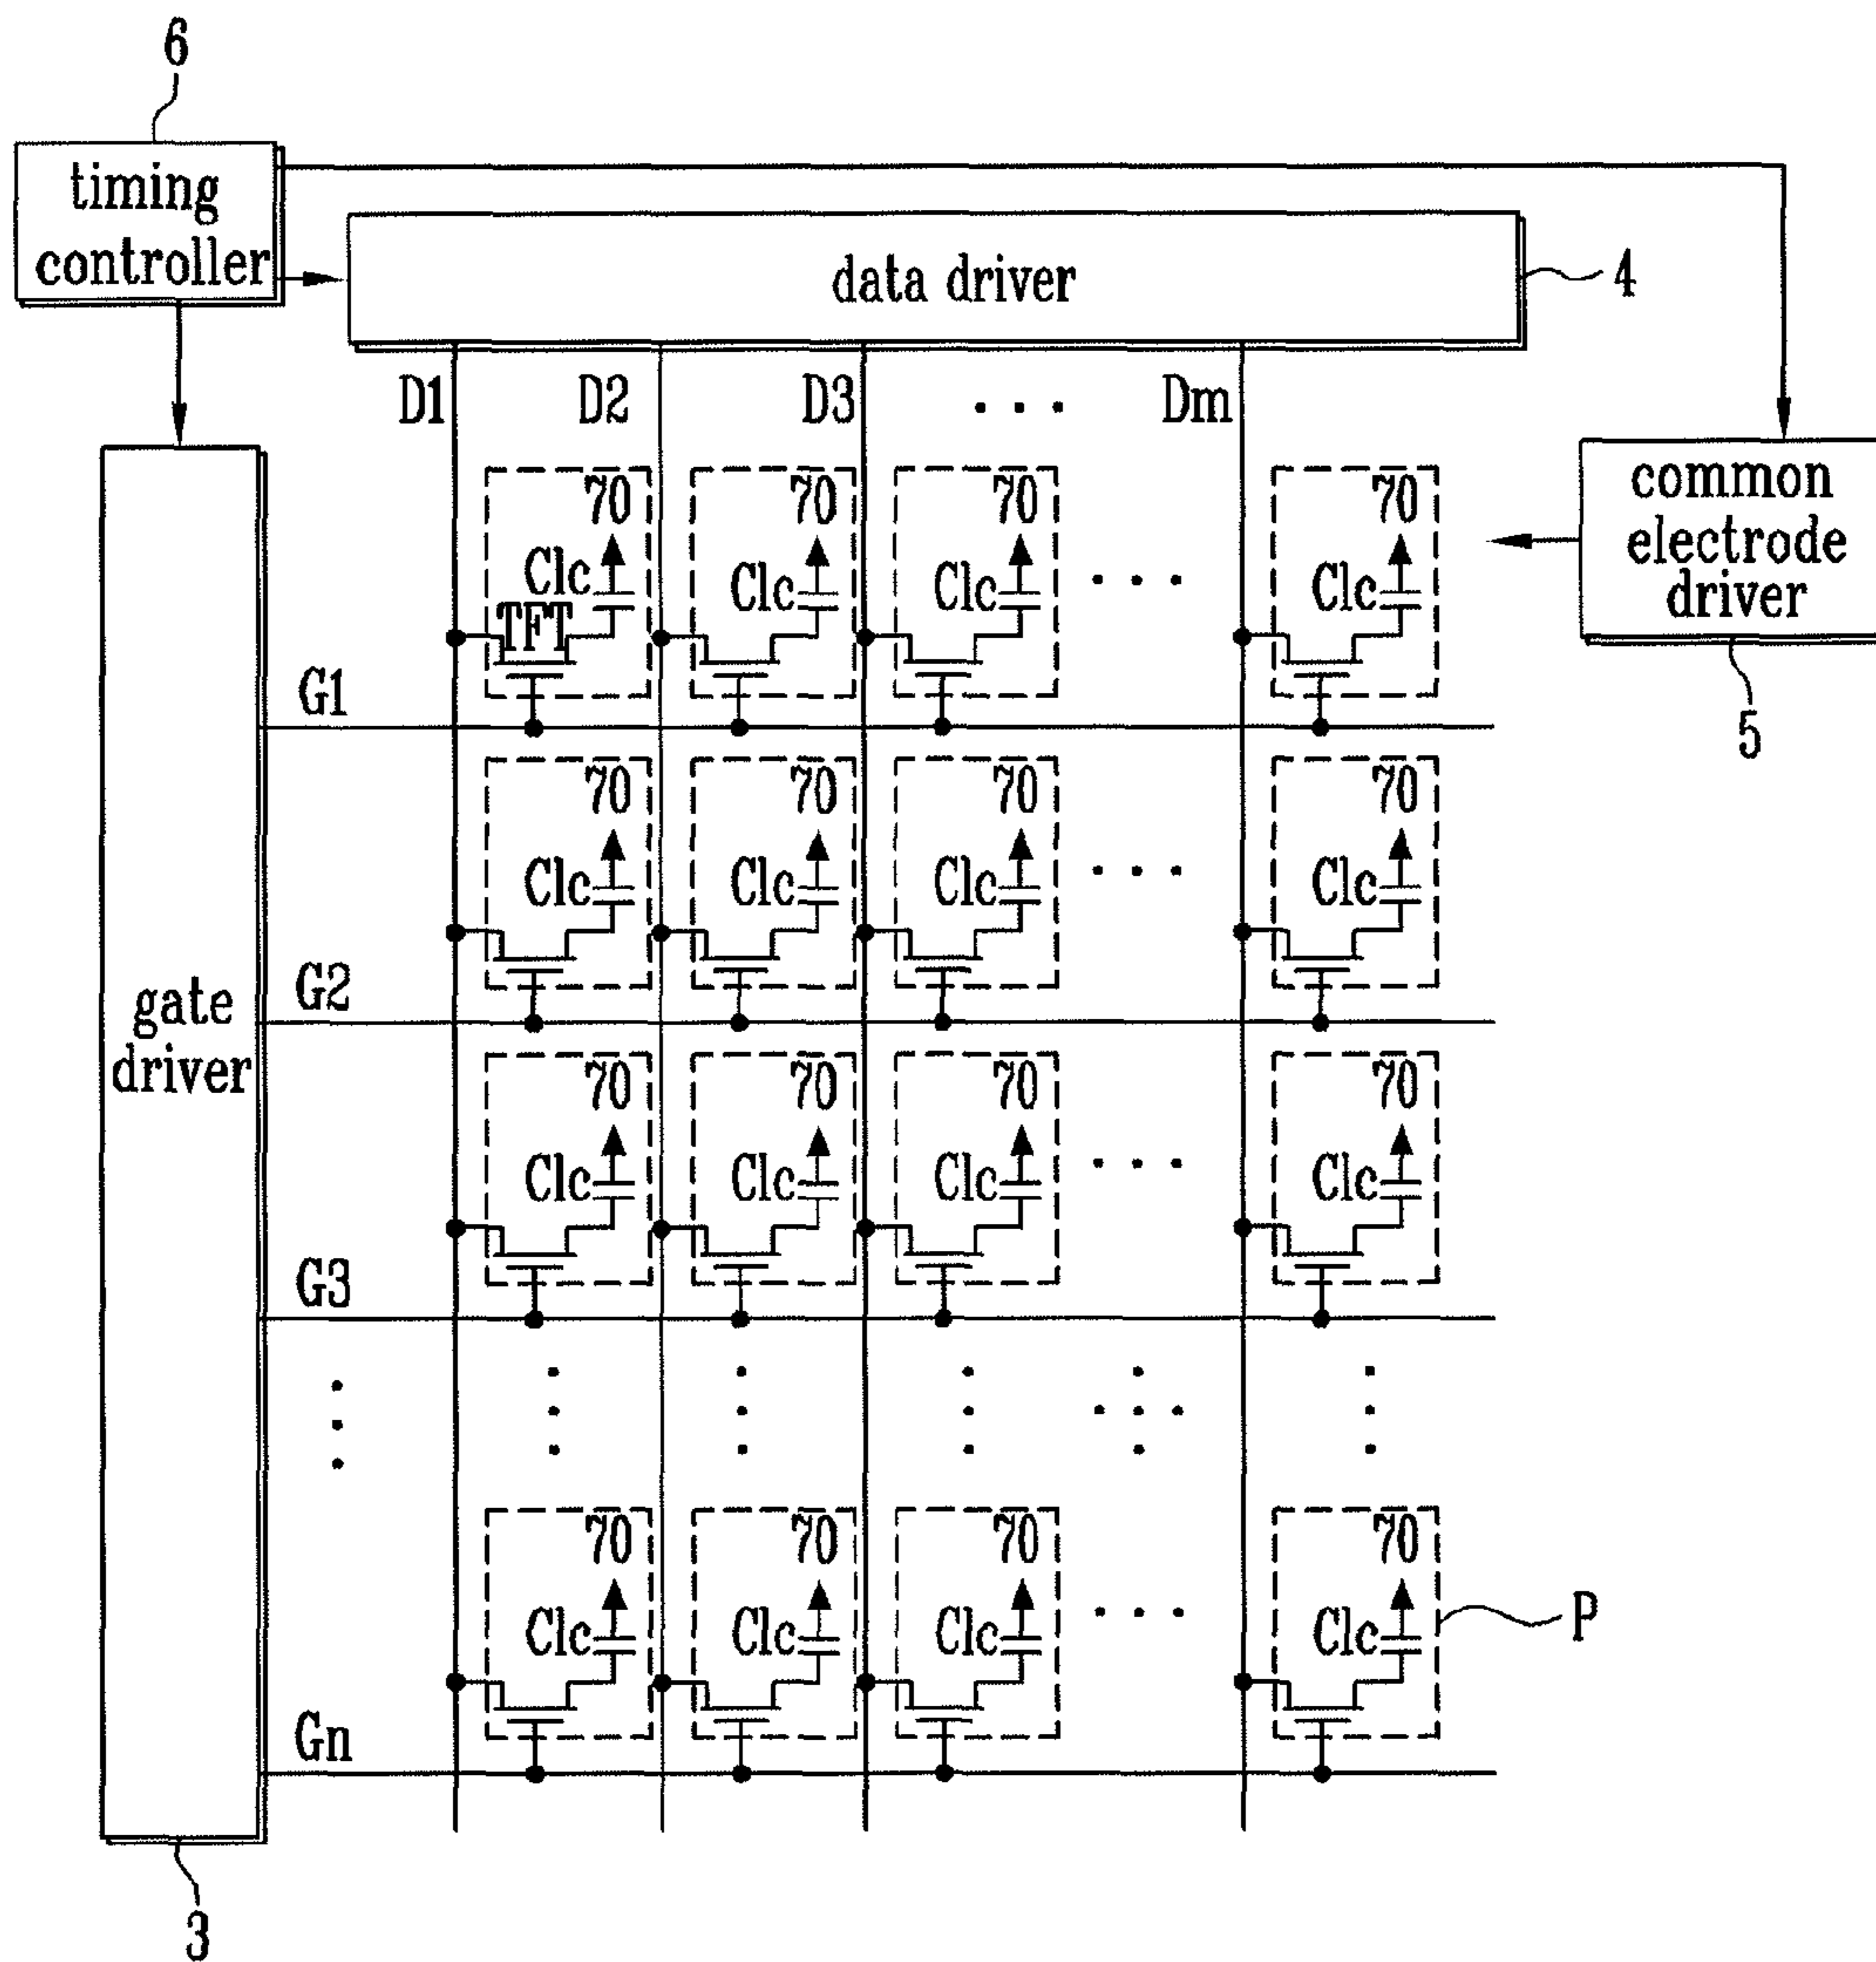 6
timing
controller
data driver
4
D1 D2 D3 ... Dm
70 70 70 70
common
electrode
driver
Clc Clc Clc ... Clc
TFT
G1
5
70 70 70 70
Clc Clc Clc ... Clc
G2
gate
driver
70 70 70 70
Clc Clc Clc ... Clc
G3
70 70 70 70
Clc Clc Clc ... Clc
P
Gn
3